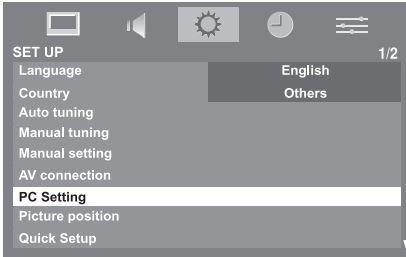 SET UP 1/2
Language English
Country Others
Auto tuning
Manual tuning
Manual setting
AV connection
PC Setting
Picture position
Quick Setup